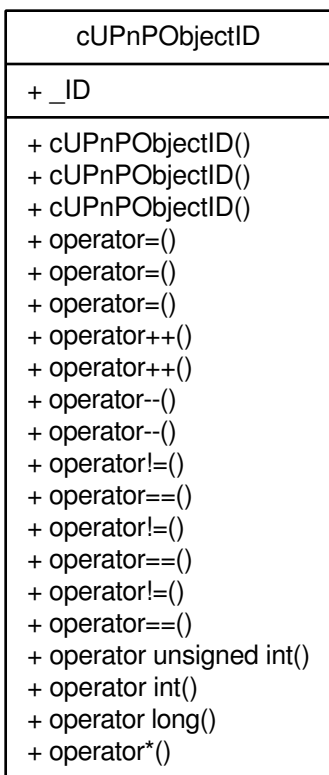 cUPnPObjectID
+ _ID
+ cUPnPObjectID()
+ cUPnPObjectID()
+ cUPnPObjectID()
+ operator=()
+ operator=()
+ operator=()
+ operator++()
+ operator++()
+ operator--()
+ operator--()
+ operator!=()
+ operator==()
+ operator!=()
+ operator==()
+ operator!=()
+ operator==()
+ operator unsigned int()
+ operator int()
+ operator long()
+ operator*()